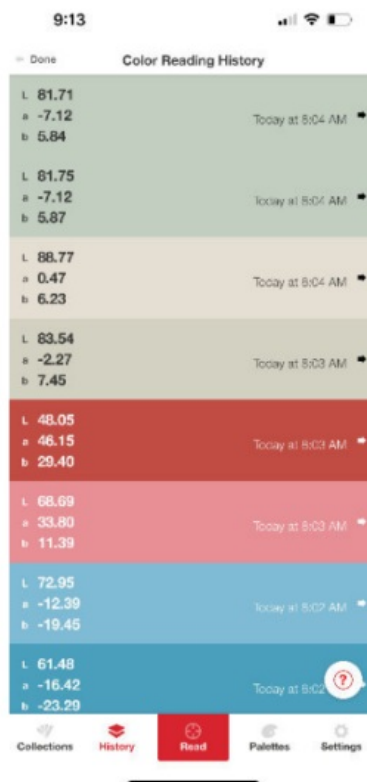 9:13
Done Color Reading History
L 81.71
a -7.12
b 5.84
Today at 8:04 AM
L 81.75
a -7.12
b 5.87
Today at 8:04 AM
L 88.77
a 0.47
b 6.23
Today at 8:04 AM
L 83.54
a -2.27
b 7.45
Today at 8:03 AM
L 48.05
a 46.15
b 29.40
Today at 8:03 AM
L 68.69
a 33.80
b 11.39
Today at 8:03 AM
L 72.95
a -12.39
b -19.45
Today at 8:02 AM
L 61.48
a -16.42
b -23.29
Today at 8:02
?
Collections History Read Palettes Settings